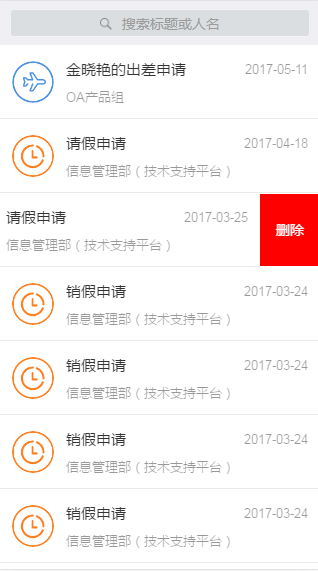 搜索标题或人名
金晓艳的出差申请 2017-05-11
OA产品组
请假申请 2017-04-18
信息管理部（技术支持平台）
请假申请 2017-03-25 删除
信息管理部（技术支持平台）
销假申请 2017-03-24
信息管理部（技术支持平台）
销假申请 2017-03-24
信息管理部（技术支持平台）
销假申请 2017-03-24
信息管理部（技术支持平台）
销假申请 2017-03-24
信息管理部（技术支持平台）